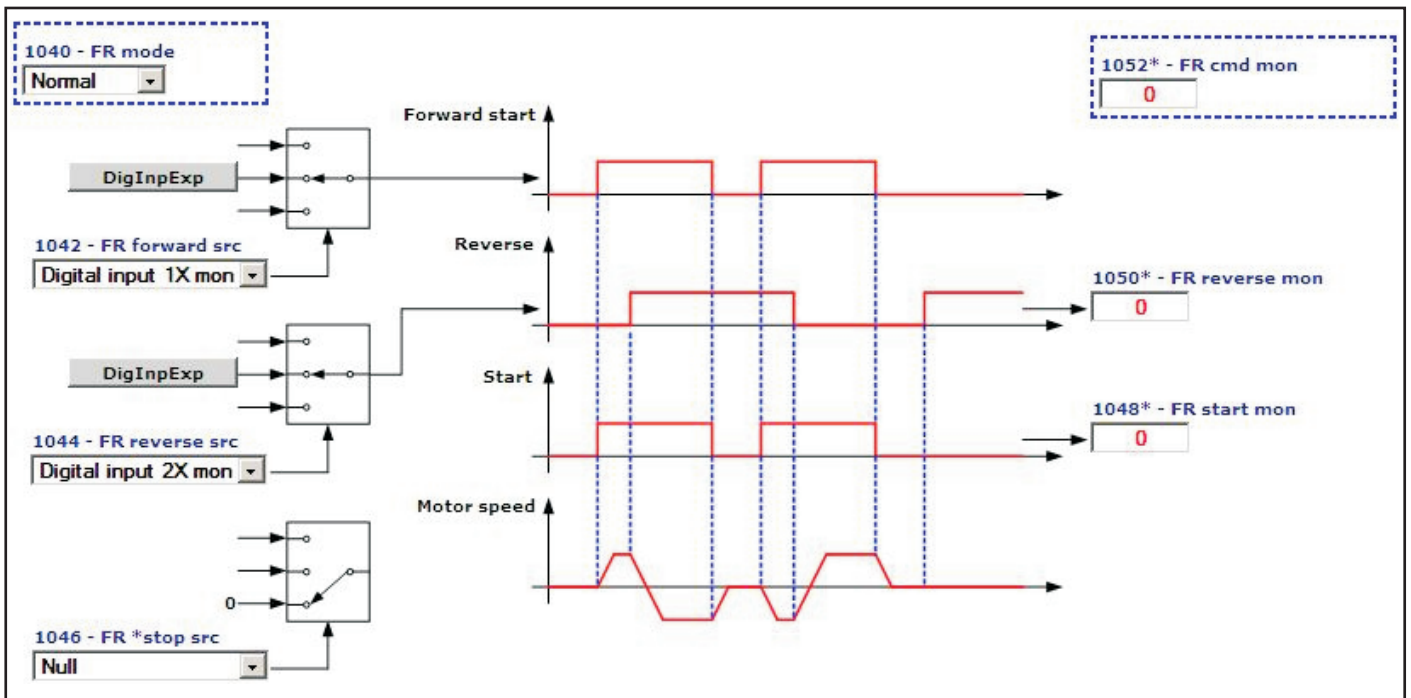 1040 - FR mode
Normal
1052* - FR cmd mon
0
Forward start
DigInpExp
1042 - FR forward src
Digital input 1X mon
Reverse
1050* - FR reverse mon
0
DigInpExp
Start
1044 - FR reverse src
Digital input 2X mon
1048* - FR start mon
0
Motor speed
0
1046 - FR *stop src
Null